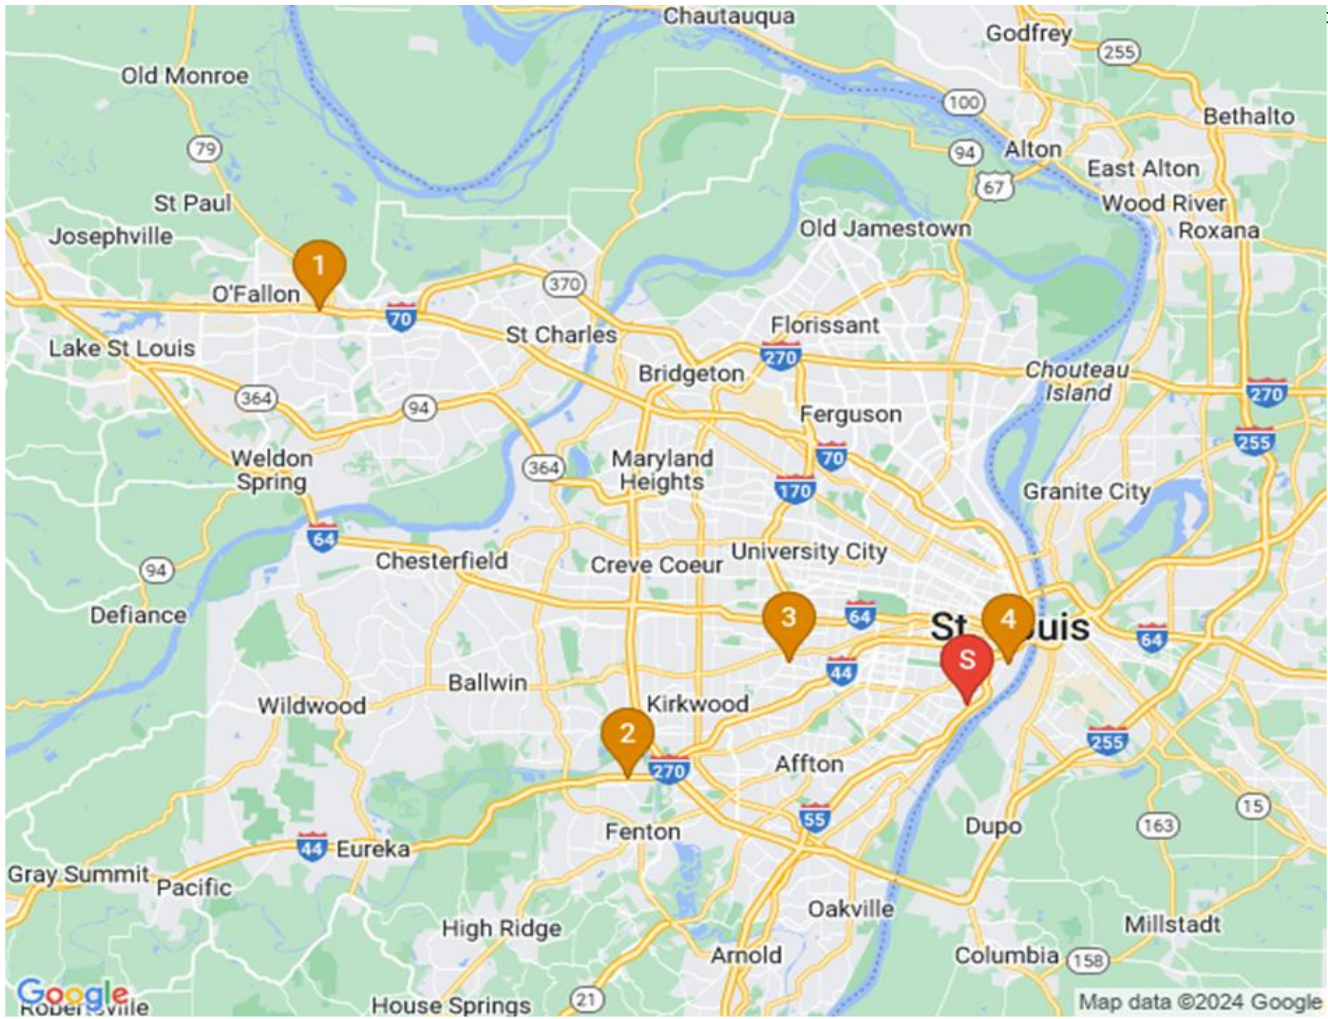 Chautauqua
Godfrey
255
Old Monroe
100
Bethalto
79
94
Alton
East Alton
67
St Paul
Wood River
Josephville
Old Jamestown
Roxana
1
O'Fallon
370
70
Florissant
St Charles
Lake St Louis
270
Bridgeton
Chouteau
Island
364
94
270
Ferguson
255
Weldon
Spring
364
Maryland
Heights
70
170
Granite City
64
Chesterfield
Creve Coeur
University City
94
Defiance
3
64
St
4
uis
64
S
44
Ballwin
Wildwood
Kirkwood
2
270
255
Affton
Fenton
55
Dupo
163
15
44
Eureka
Gray Summit
Pacific
High Ridge
Oakville
Millstadt
Arnold
Columbia
158
Google
Robertsville
House Springs
21
Map data ©2024 Google